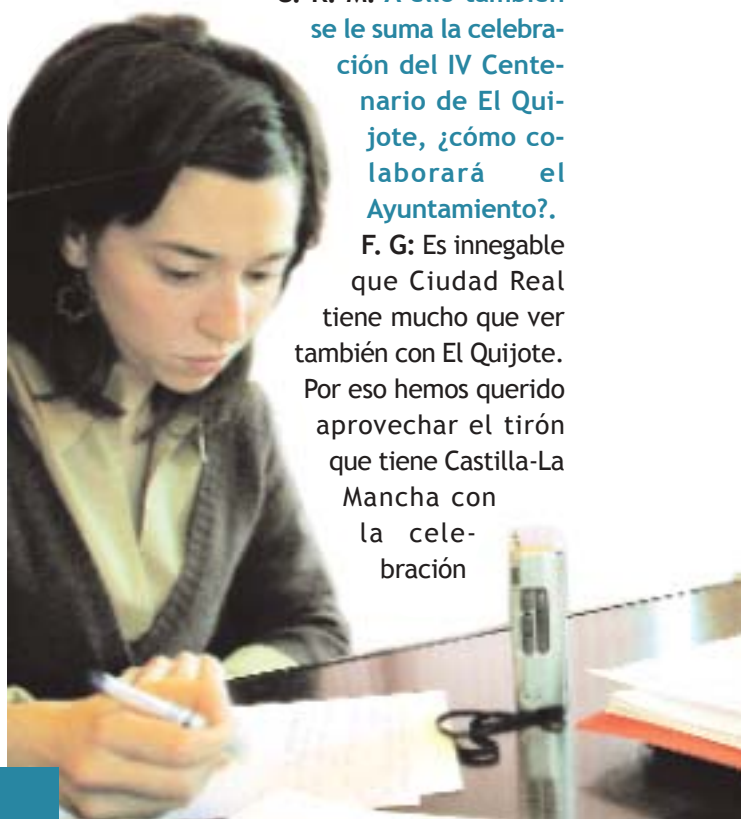 se le suma la celebra-
ción del IV Cente-
nario de El Qui-
jote, ¿cómo co-
laborará el
Ayuntamiento?.
F. G: Es innegable
que Ciudad Real
tiene mucho que ver
también con El Quijote.
Por eso hemos querido
aprovechar el tirón
que tiene Castilla-La
Mancha con
la cele-
bración